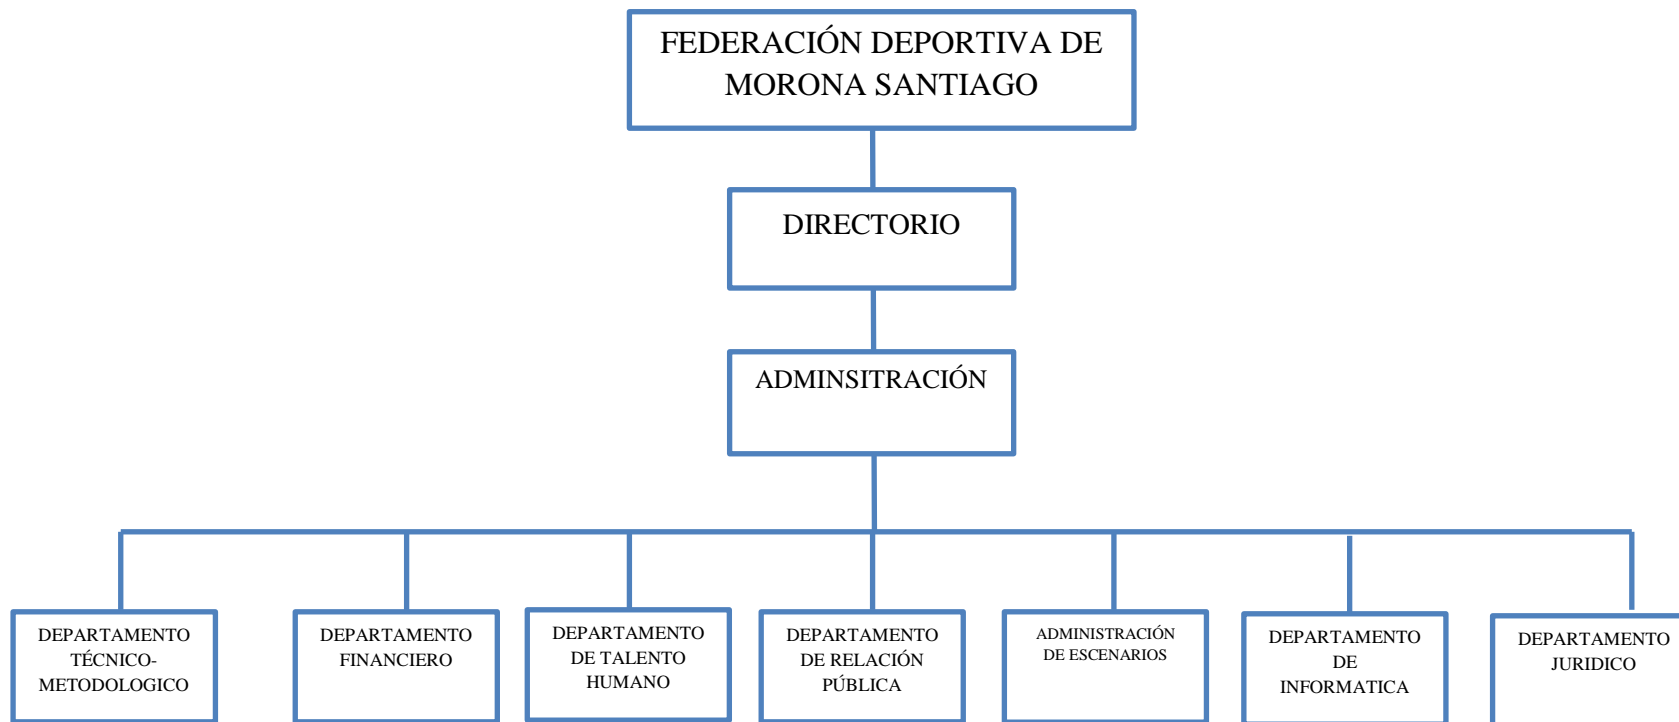 FEDERACIÓN DEPORTIVA DE
MORONA SANTIAGO
DIRECTORIO
ADMINSITRACIÓN
DEPARTAMENTO
TÉCNICO-
METODOLOGICO
DEPARTAMENTO
FINANCIERO
DEPARTAMENTO
DE TALENTO
HUMANO
DEPARTAMENTO
DE RELACIÓN
PÚBLICA
ADMINISTRACIÓN
DE ESCENARIOS
DEPARTAMENTO
DE
INFORMATICA
DEPARTAMENTO
JURIDICO